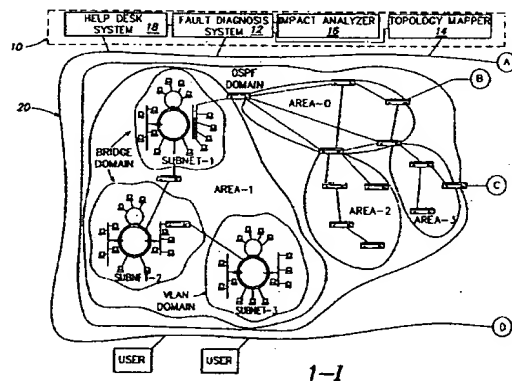 HELP DESK SYSTEM 18
FAULT DIAGNOSIS SYSTEM 12
IMPACT ANALYZER 16
TOPOLOGY MAPPER 14
10
A
20
OSPF DOMAIN
AREA-0
B
BRIDGE DOMAIN
SUBNET-1
AREA-1
C
AREA-2
AREA-3
SUBNET-2
VLAN DOMAIN
SUBNET-3
D
USER
USER
1-I